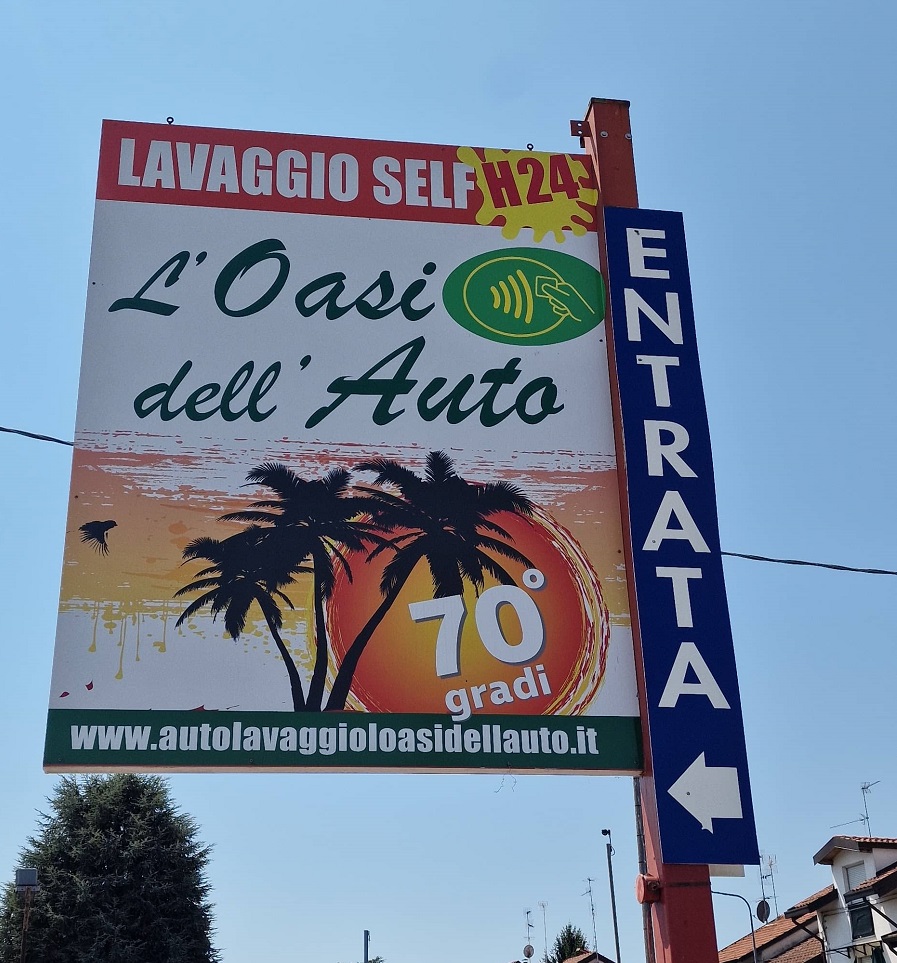 LAVAGGIO SELF H24
L'Oasi
dell'Auto
70°
gradi
www.autolavaggioloasidellauto.it
ENTRATA